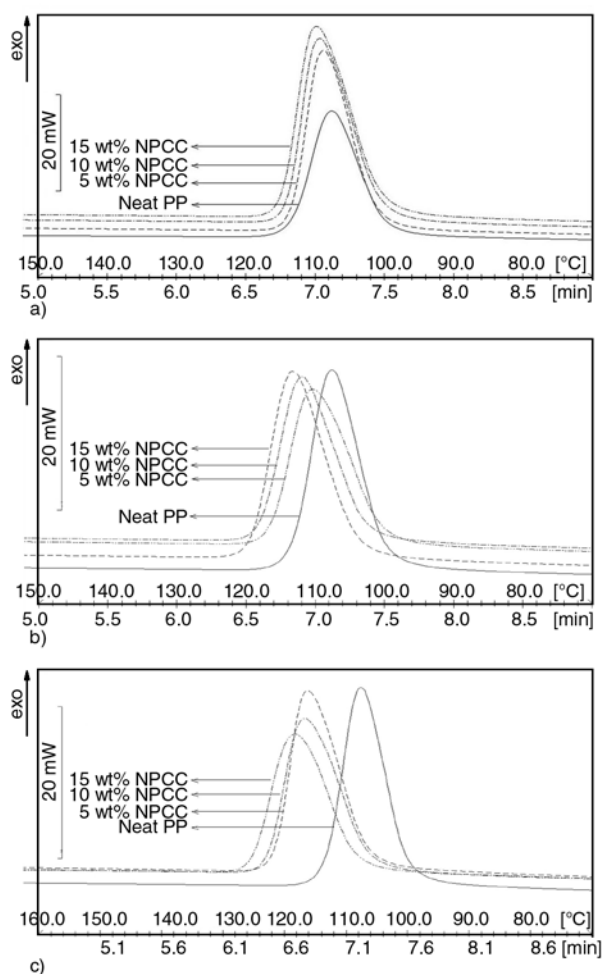 exo
20 mW
15 wt% NPCC
10 wt% NPCC
5 wt% NPCC
Neat PP
150.0 140.0 130.0 120.0 110.0 100.0 90.0 80.0 [°C]
5.0 5.5 6.0 6.5 7.0 7.5 8.0 8.5 [min]
a)
exo
20 mW
15 wt% NPCC
10 wt% NPCC
5 wt% NPCC
Neat PP
150.0 140.0 130.0 120.0 110.0 100.0 90.0 80.0 [°C]
5.0 5.5 6.0 6.5 7.0 7.5 8.0 8.5 [min]
b)
exo
20 mW
15 wt% NPCC
10 wt% NPCC
5 wt% NPCC
Neat PP
160.0 150.0 140.0 130.0 120.0 110.0 100.0 90.0 80.0 [°C]
5.1 5.6 6.1 6.6 7.1 7.6 8.1 8.6 [min]
c)